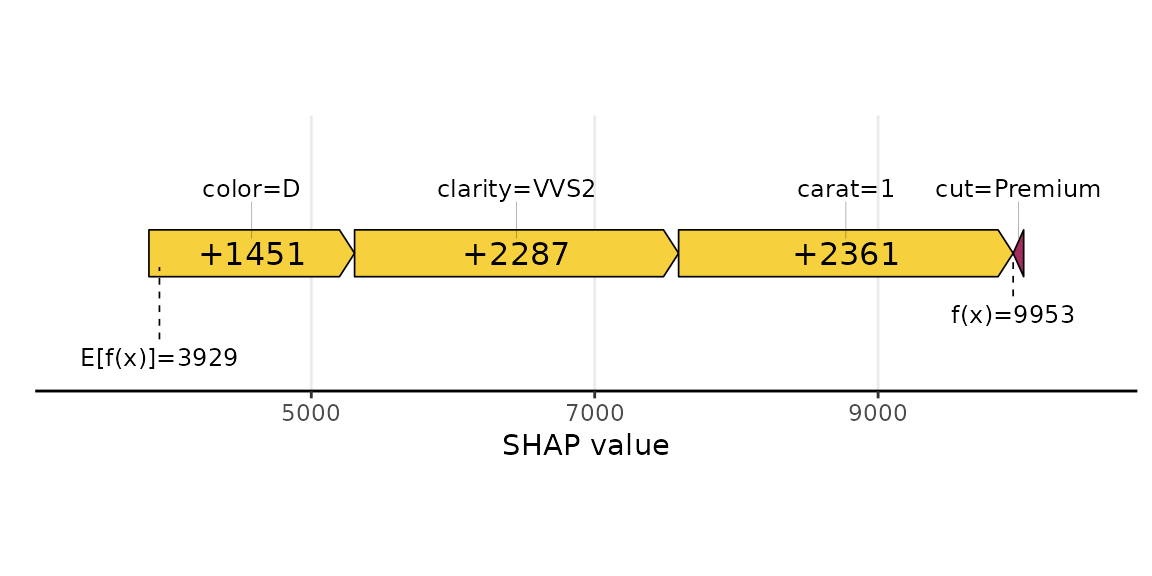 color=D
clarity=VVS2
carat=1
cut=Premium
+1451
+2287
+2361
f(x)=9953
E[f(x)]=3929
5000
7000
9000
SHAP value